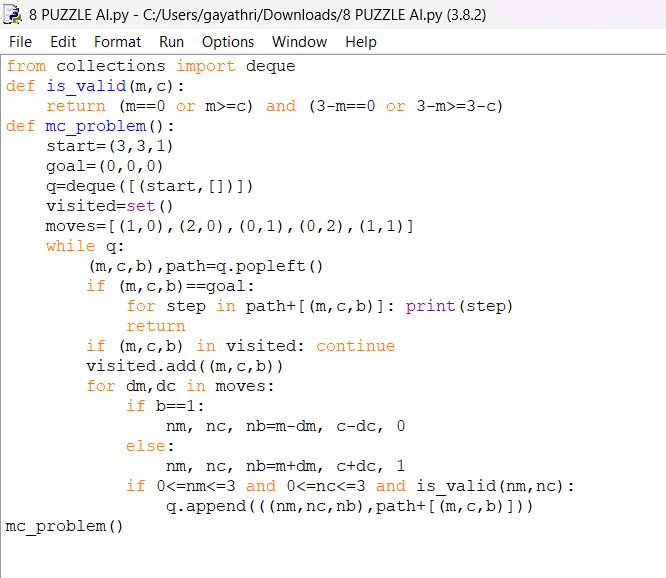 8 PUZZLE AI.py - C:/Users/gayathri/Downloads/8 PUZZLE AI.py (3.8.2)
File Edit Format Run Options Window Help
from collections import deque
def is_valid(m,c):
    return (m==0 or m>=c) and (3-m==0 or 3-m>=3-c)
def mc_problem():
    start=(3,3,1)
    goal=(0,0,0)
    q=deque([(start,[])])
    visited=set()
    moves=[(1,0),(2,0),(0,1),(0,2),(1,1)]
    while q:
        (m,c,b),path=q.popleft()
        if (m,c,b)==goal:
            for step in path+[(m,c,b)]: print(step)
            return
        if (m,c,b) in visited: continue
        visited.add((m,c,b))
        for dm,dc in moves:
            if b==1:
                nm, nc, nb=m-dm, c-dc, 0
            else:
                nm, nc, nb=m+dm, c+dc, 1
            if 0<=nm<=3 and 0<=nc<=3 and is_valid(nm,nc):
                q.append(((nm,nc,nb),path+[(m,c,b)]))
mc_problem()